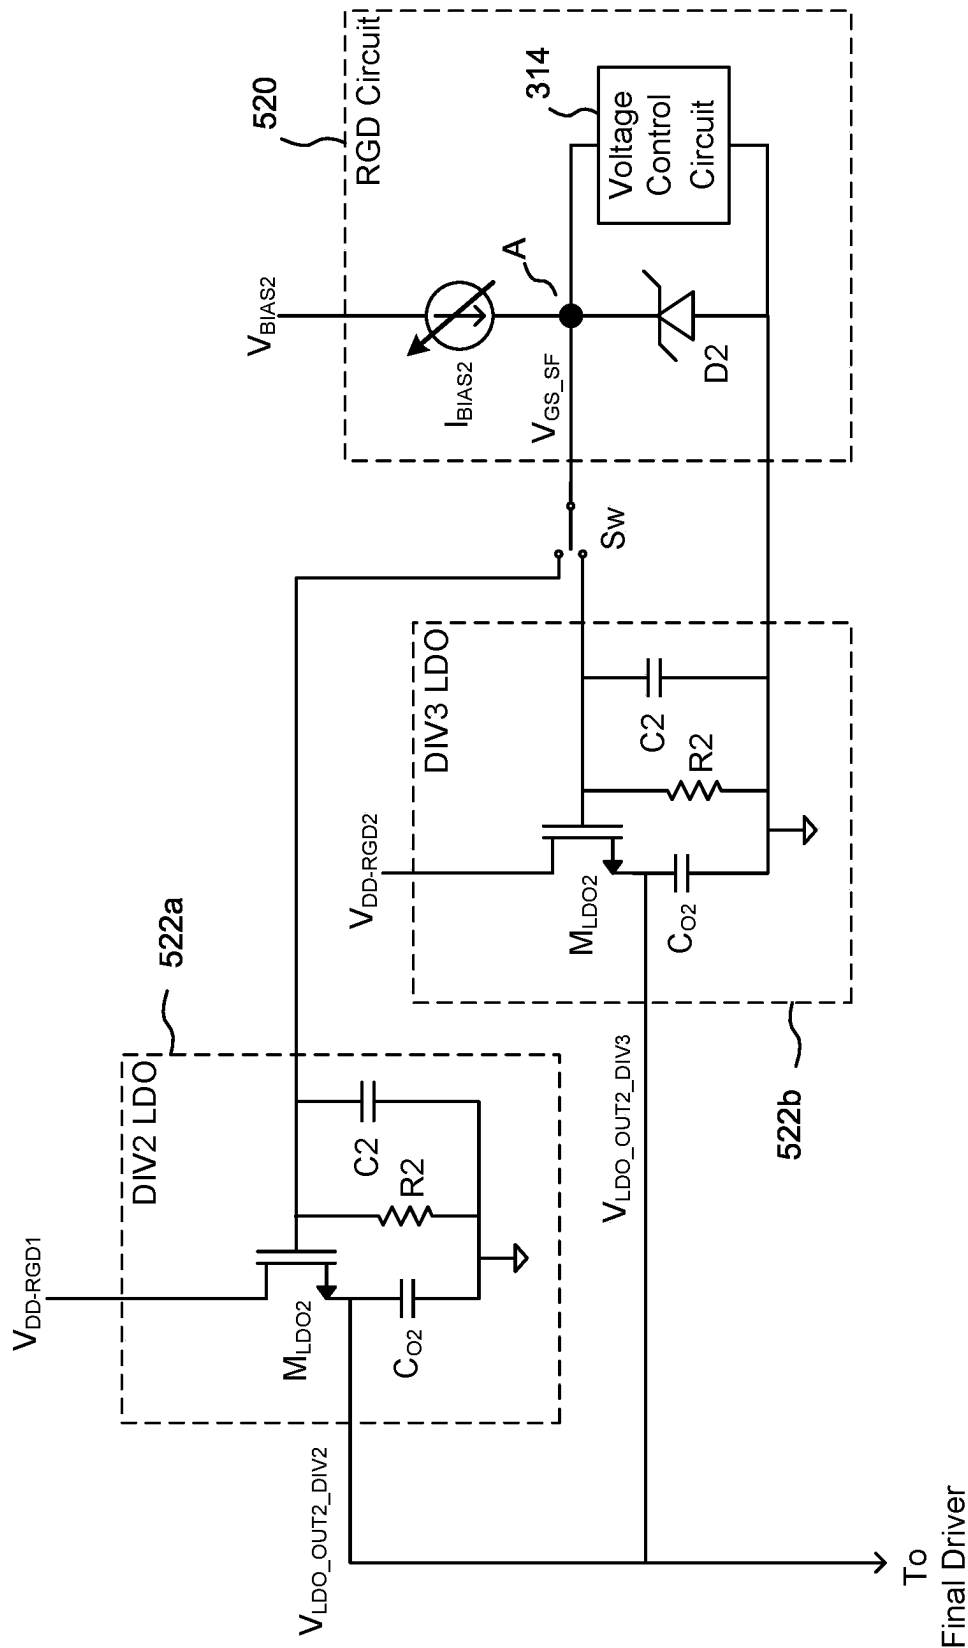 520
RGD Circuit
314
Voltage
Control
Circuit
V_BIAS2
I_BIAS2
A
V_GS_SF
D2
SW
DIV3 LDO
C2
R2
V_DD-RGD2
M_LDO2
C_O2
522b
522a
DIV2 LDO
C2
R2
V_DD-RGD1
M_LDO2
C_O2
V_LDO_OUT2_DIV3
V_LDO_OUT2_DIV2
To
Final Driver